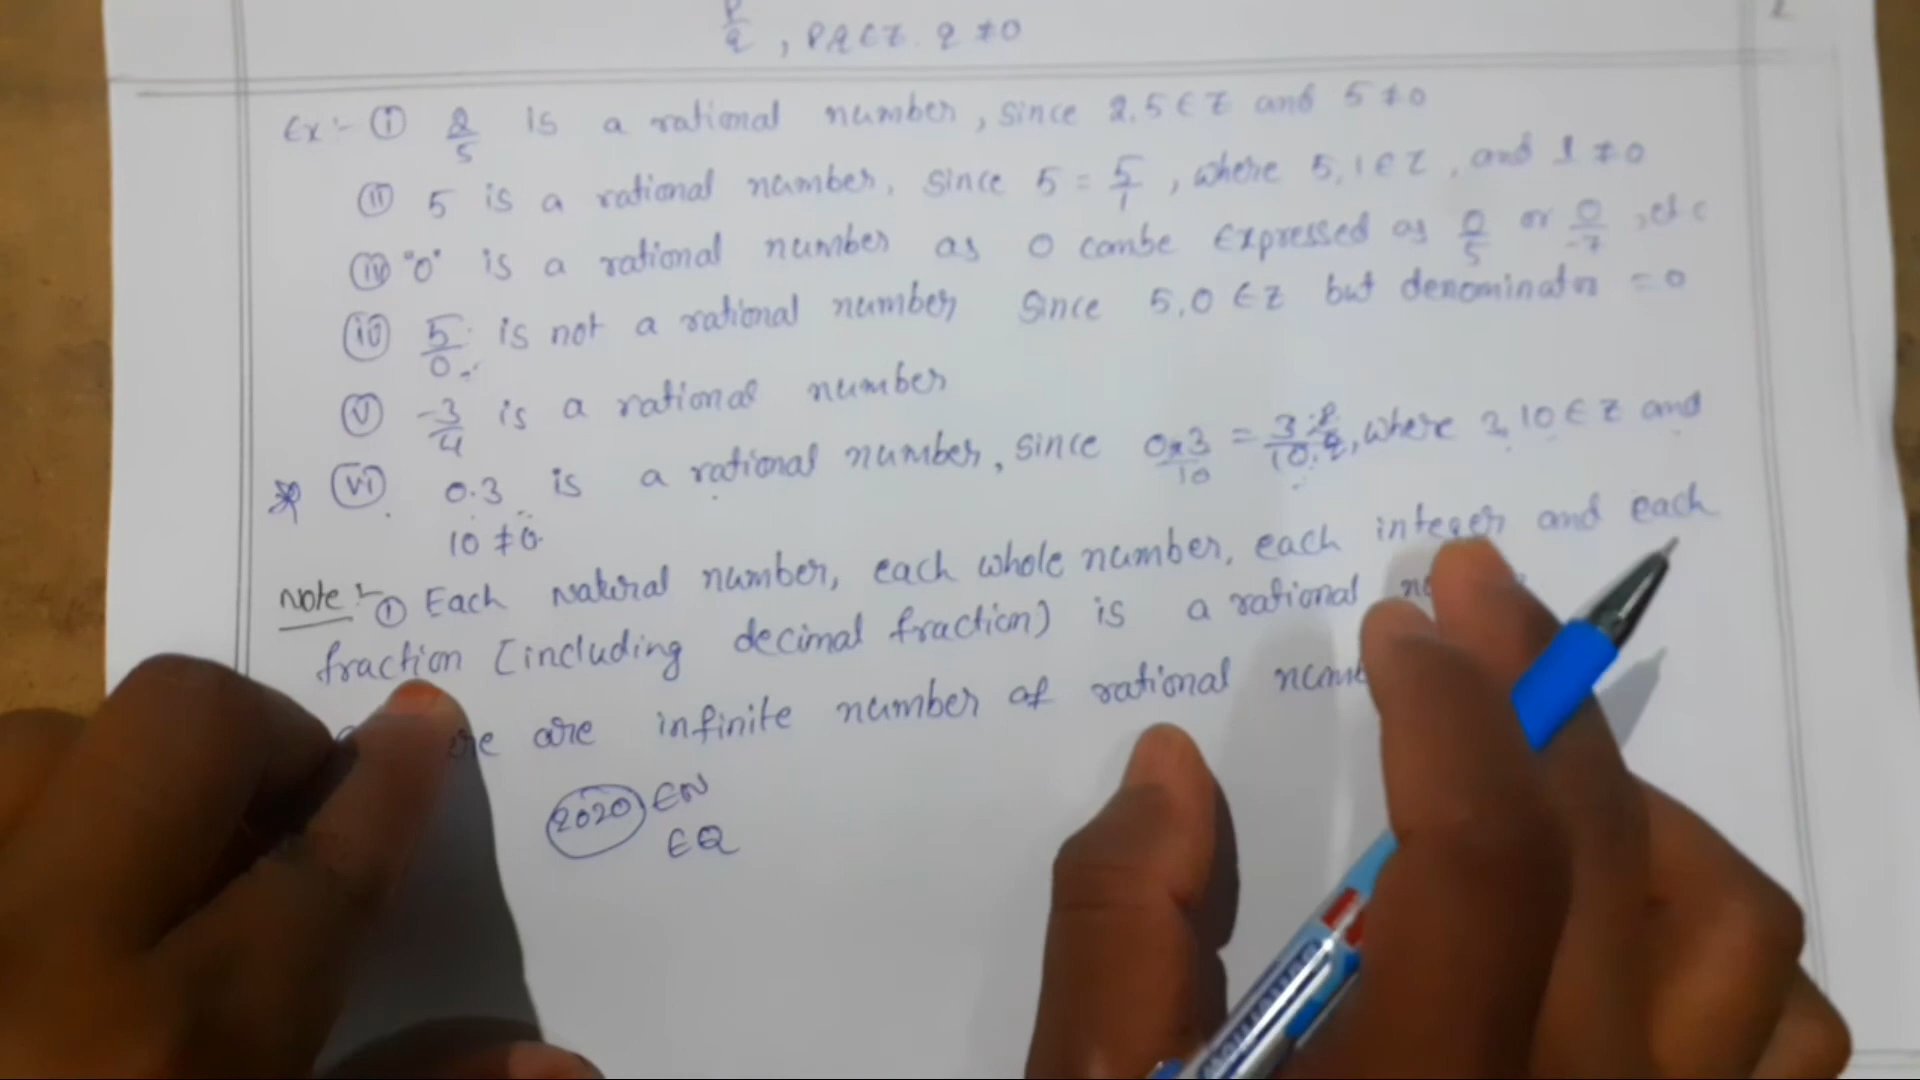 p/q , P, q ∈ Z. q ≠ 0
Ex:- (i) 2/5 is a rational number, since 2,5 ∈ Z and 5 ≠ 0
(ii) 5 is a rational number, since 5 = 5/1, where 5,1 ∈ Z, and 1 ≠ 0
"0" is a rational number as 0 can be Expressed as 0/5 or 0/-7, etc
5/0 is not a rational number since 5,0 ∈ Z but denominator = 0
(v) -3/4 is a rational number
(vi) 0.3 is a rational number, since = 3/10, where 3,10 ∈ Z and
10 ≠ 0.
Note:- (1) Each Natural number, each whole number, each integer and each
fraction [including decimal fraction) is a rational
are infinite number of rational
2020 ∈ N
∈ Q